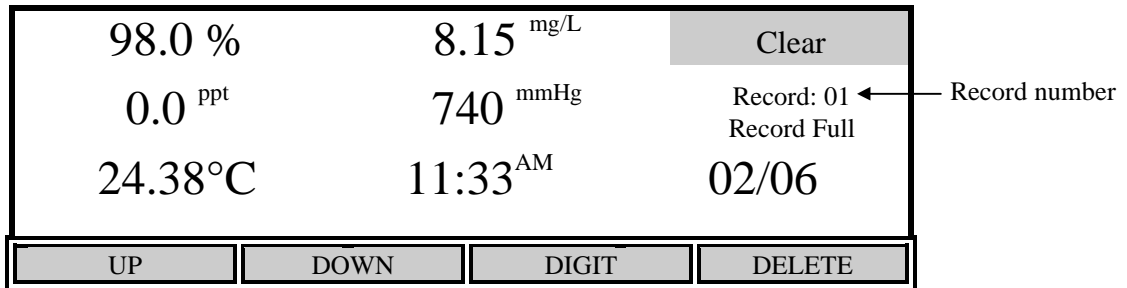 98.0 % 8.15 mg/L Clear
0.0 ppt 740 mmHg Record: 01 Record number
Record Full
24.38°C 11:33AM 02/06
UP DOWN DIGIT DELETE